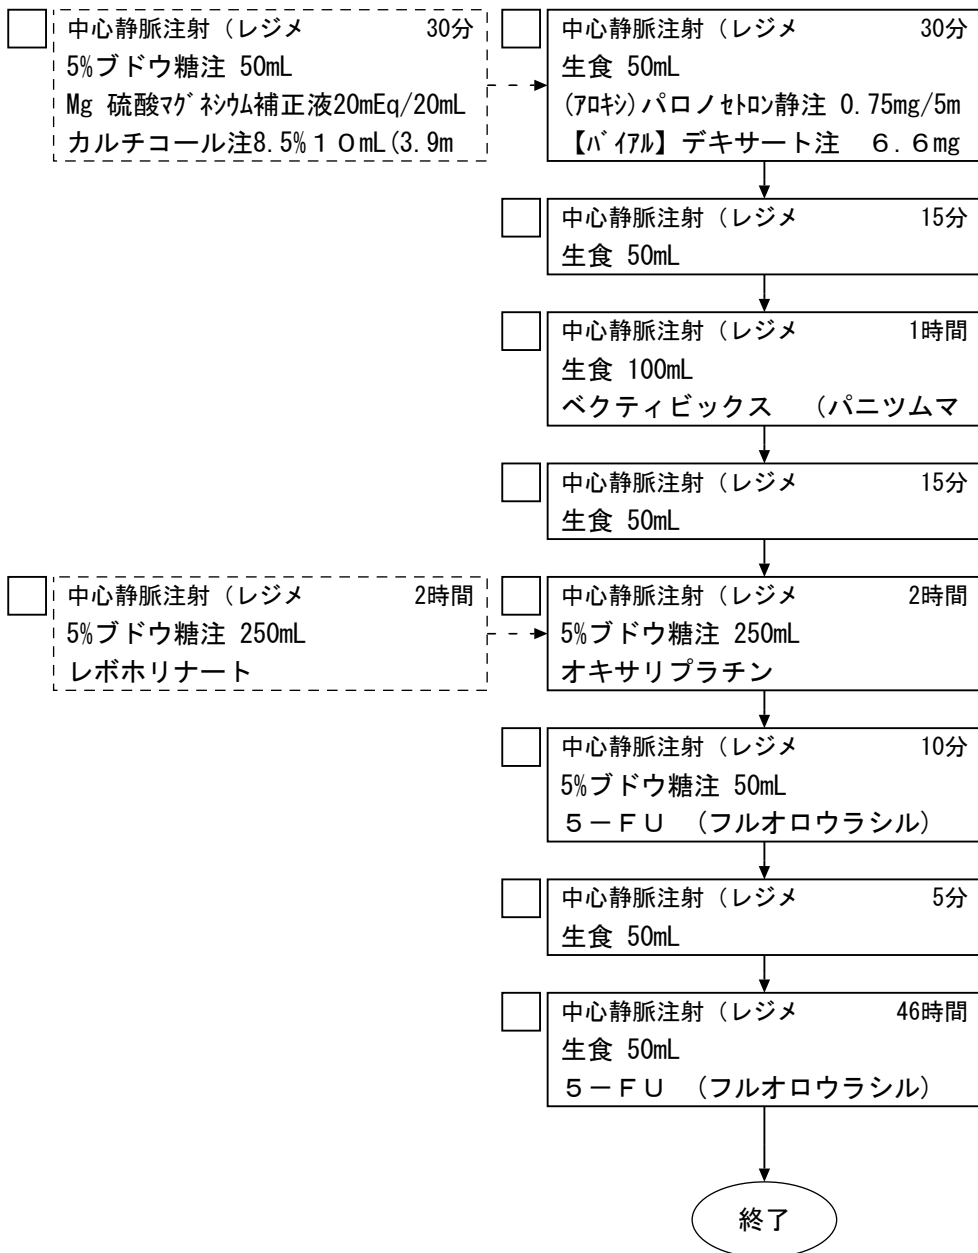 中心静脈注射（レジメ 30分
5%ブドウ糖注 50mL
Mg 硫酸ﾏｸﾞﾈｼｳﾑ補正液20mEq/20mL
カルチコール注8.5%１０mL(3.9m
中心静脈注射（レジメ 30分
生食 50mL
(ｱﾛｷｼ)パロノｾﾄロン静注 0.75mg/5m
【ﾊﾞｲｱﾙ】デキサート注　６.６mg
中心静脈注射（レジメ 15分
生食 50mL
中心静脈注射（レジメ 1時間
生食 100mL
ベクティビックス　（パニツムマ
中心静脈注射（レジメ 15分
生食 50mL
中心静脈注射（レジメ 2時間
5%ブドウ糖注 250mL
レボホリナート
中心静脈注射（レジメ 2時間
5%ブドウ糖注 250mL
オキサリプラチン
中心静脈注射（レジメ 10分
5%ブドウ糖注 50mL
５－ＦＵ　（フルオロウラシル）
中心静脈注射（レジメ 5分
生食 50mL
中心静脈注射（レジメ 46時間
生食 50mL
５－ＦＵ　（フルオロウラシル）
終了